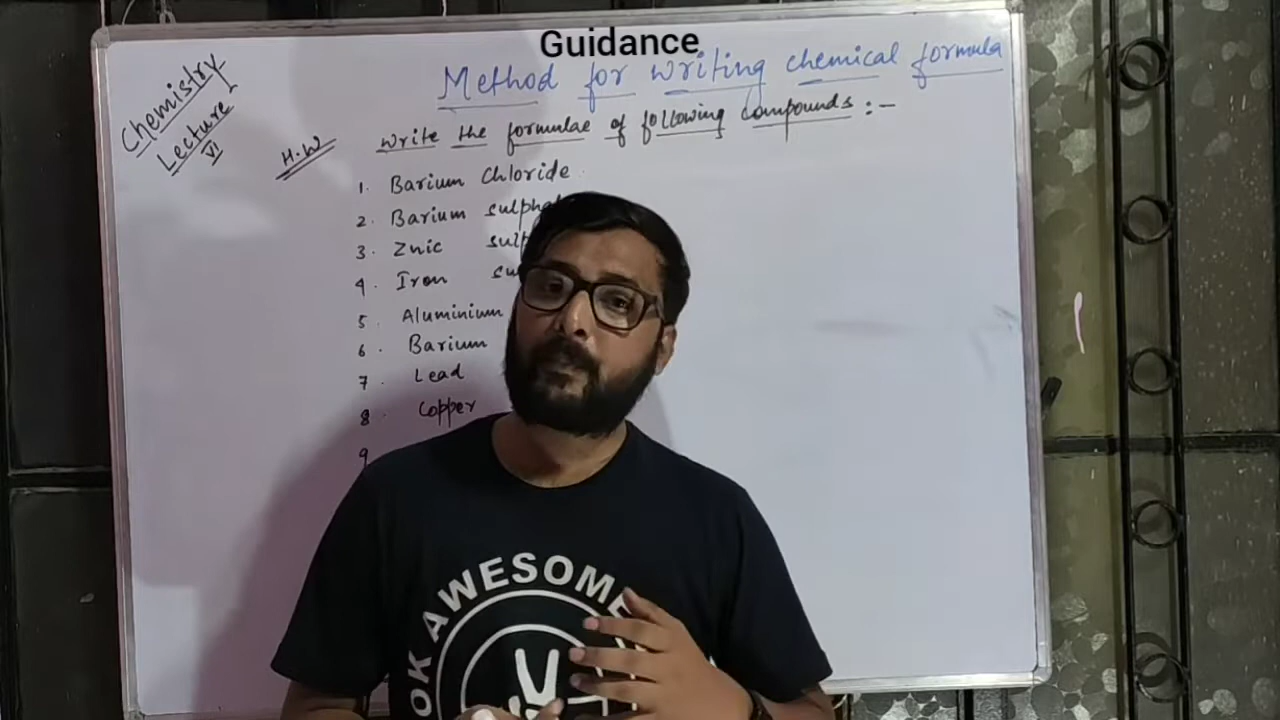 Guidance
Chemistry
Lecture
VI
Method for writing chemical formula
H.W
Write the formulae of following compounds :-
1. Barium Chloride
2. Barium
3. Znic
4. Iron
5. Aluminium
6. Barium
7. Lead
8. Copper
9
OK AWESOME